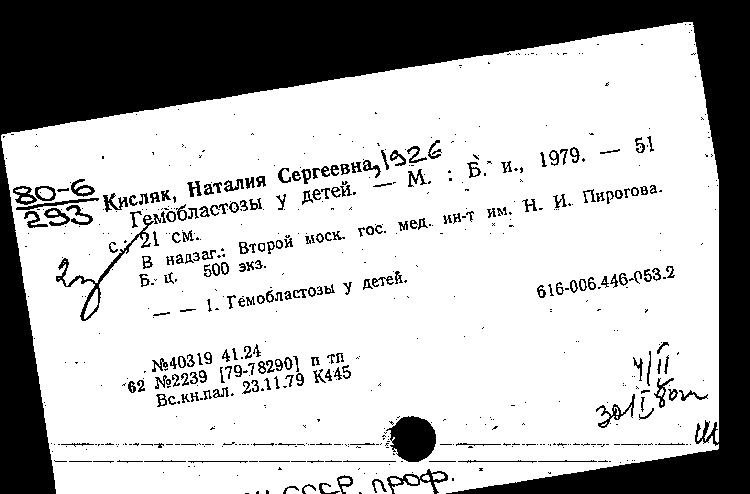 80-6
293
Кисляк, Наталия Сергеевна, 1926
Гемобластозы у детей. — М. : Б. и., 1979. — 51
с.; 21 см.
В надзаг.: Второй моск. гос. мед. ин-т им. Н. И. Пирогова.
Б. ц. 500 экз.
— — 1. Гемобластозы у детей.
616-006.446-053.2
№40319 41.24
62 №2239 [79-78290] п тп
Вс.кн.пал. 23.11.79 К445
4/II
Ш
СССР, проф.